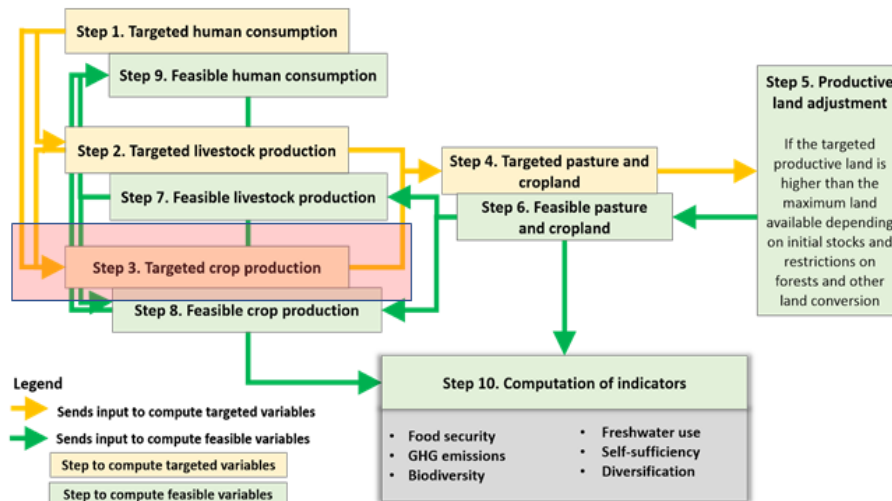 Step 1. Targeted human consumption
Step 9. Feasible human consumption
Step 2. Targeted livestock production
Step 7. Feasible livestock production
Step 3. Targeted crop production
Step 8. Feasible crop production
Step 4. Targeted pasture and
cropland
Step 6. Feasible pasture
and cropland
Step 5. Productive
land adjustment
If the targeted
productive land is
higher than the
maximum land
available depending
on initial stocks and
restrictions on
forests and other
land conversion
Step 10. Computation of indicators
• Food security
• GHG emissions
• Biodiversity
• Freshwater use
• Self-sufficiency
• Diversification
Legend
Sends input to compute targeted variables
Sends input to compute feasible variables
Step to compute targeted variables
Step to compute feasible variables